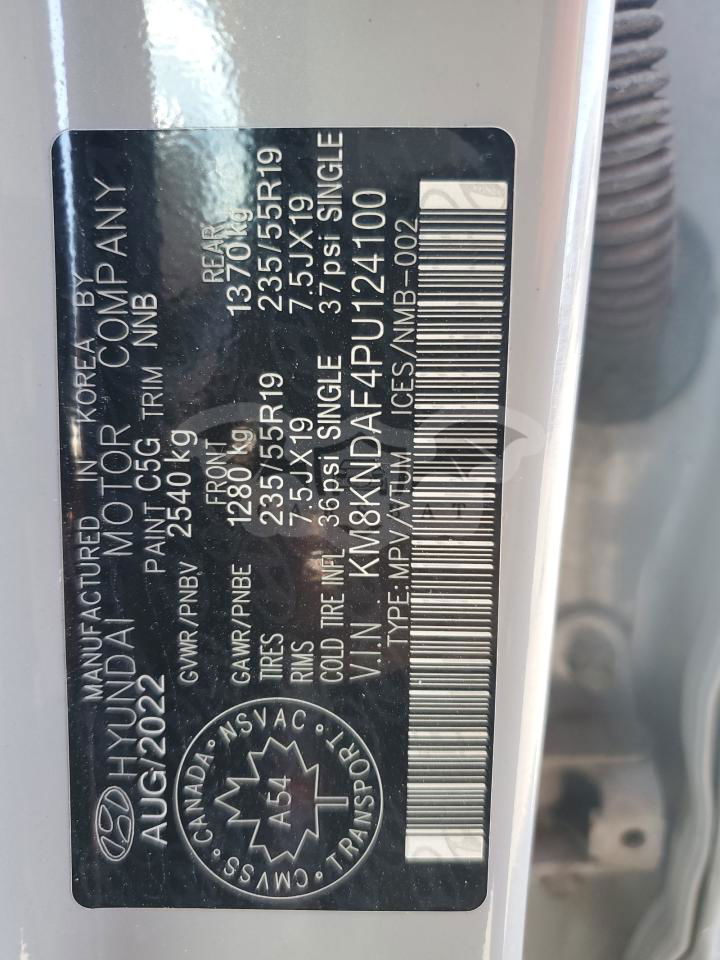 MANUFACTURED IN KOREA BY
HYUNDAI MOTOR COMPANY
AUG/2022 PAINT C5G TRIM NNB
GVWR/PNBV 2540 kg
FRONT REAR
GAWR/PNBE 1280 kg 1370 kg
TIRES 235/55R19 235/55R19
RIMS 7.5JX19 7.5JX19
COLD TIRE INFL 36psi SINGLE 37psi SINGLE
V.I.N KM8KNDAF4PU124100
TYPE:MPV/VTUM ICES/NMB-002
CANADA · NSVAC · TRANSPORT · CMVSS ·
A54